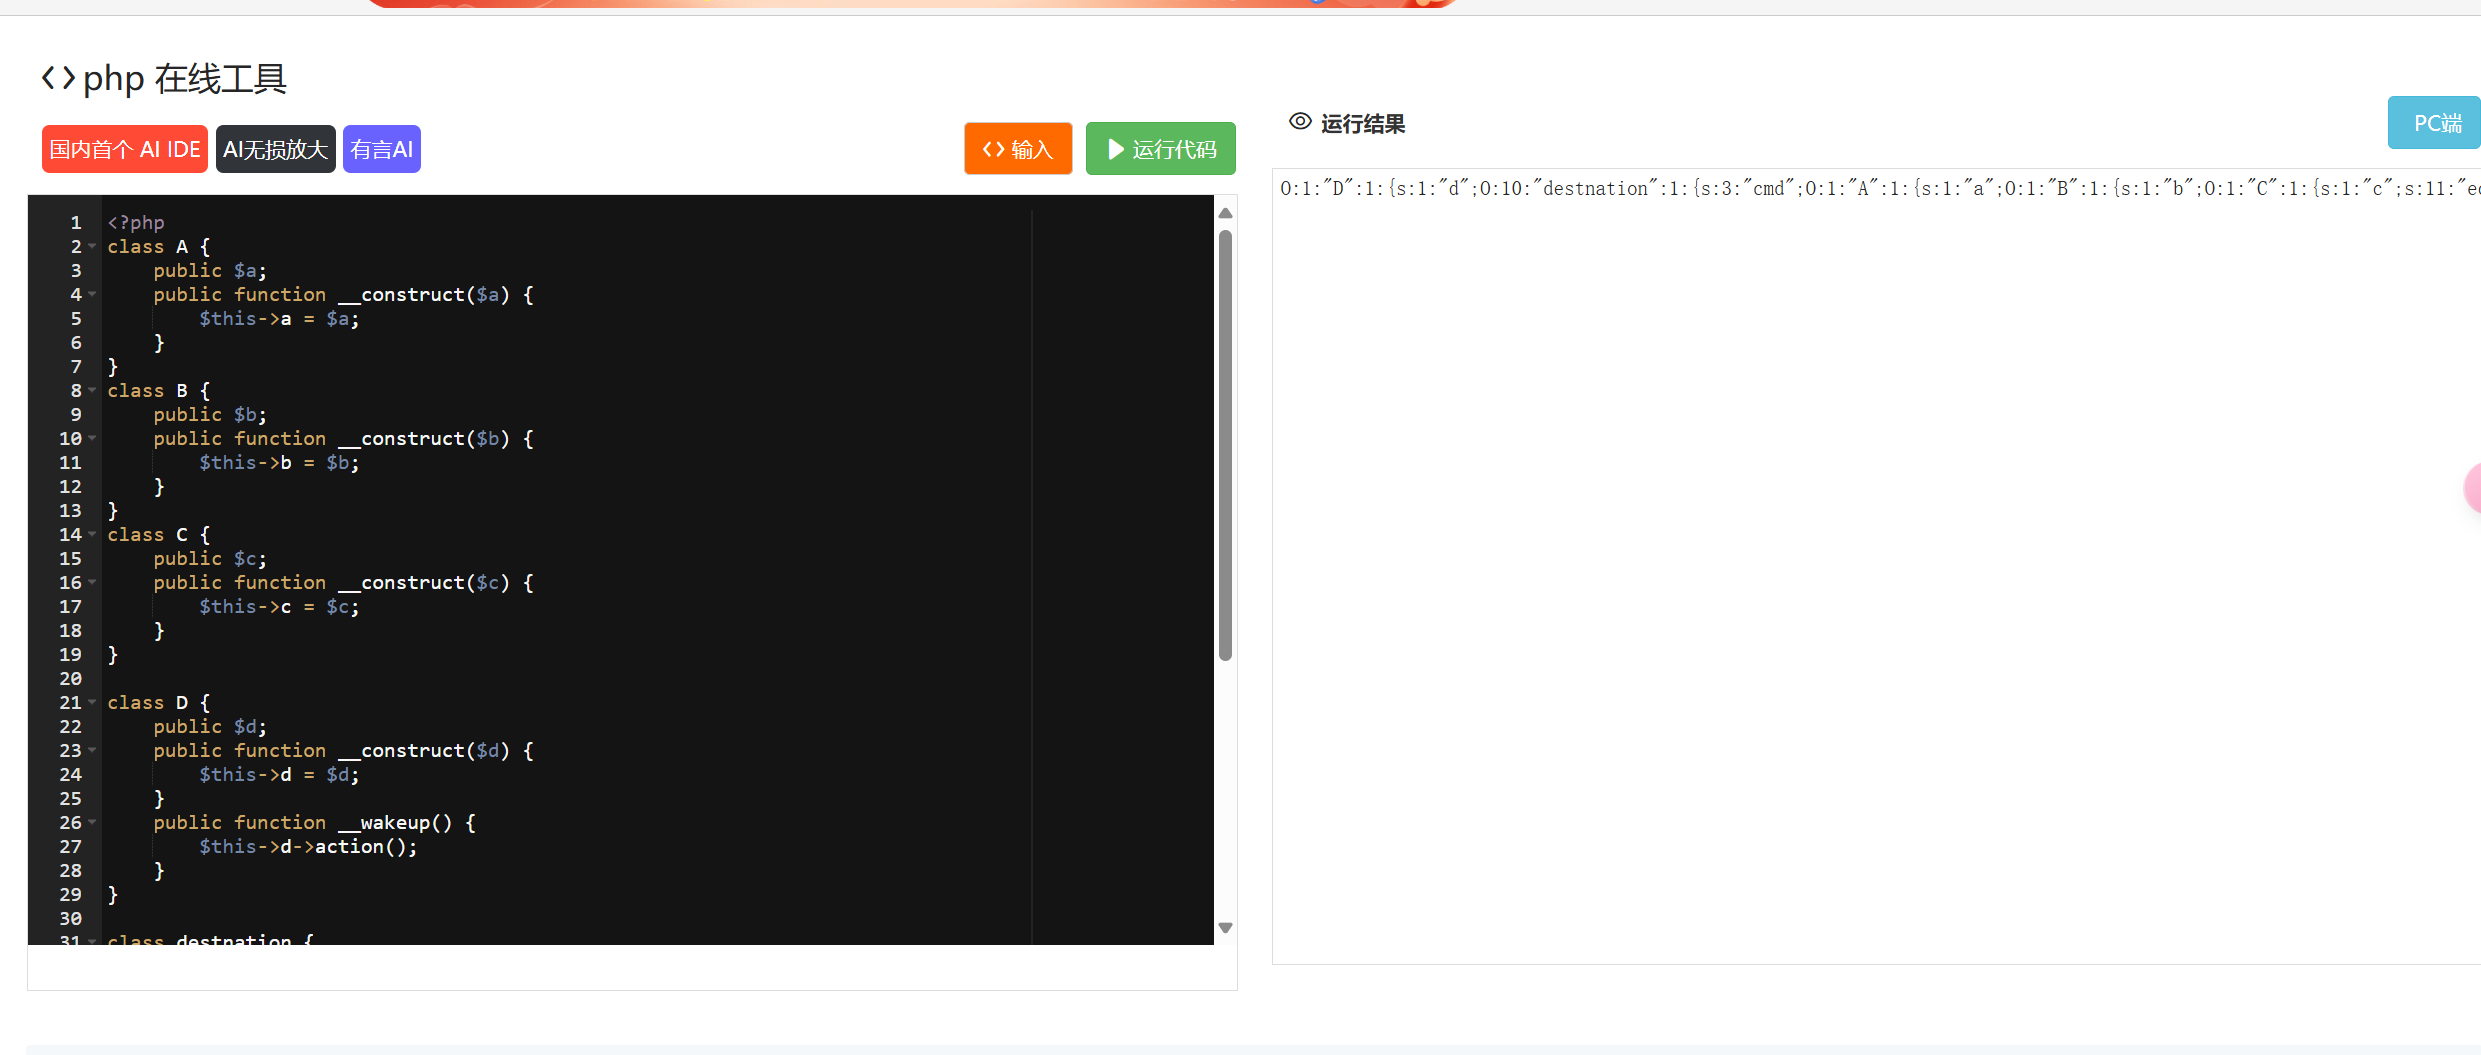 <> php 在线工具
国内首个 AI IDE AI无损放大 有言AI
<> 输入 运行代码
1 <?php
2 class A {
3 public $a;
4 public function __construct($a) {
5 $this->a = $a;
6 }
7 }
8 class B {
9 public $b;
10 public function __construct($b) {
11 $this->b = $b;
12 }
13 }
14 class C {
15 public $c;
16 public function __construct($c) {
17 $this->c = $c;
18 }
19 }
20
21 class D {
22 public $d;
23 public function __construct($d) {
24 $this->d = $d;
25 }
26 public function __wakeup() {
27 $this->d->action();
28 }
29 }
30
31 class destnation {
运行结果
PC端
O:1:"D":1:{s:1:"d";O:10:"destnation":1:{s:3:"cmd";O:1:"A":1:{s:1:"a";O:1:"B":1:{s:1:"b";O:1:"C":1:{s:1:"c";s:11:"